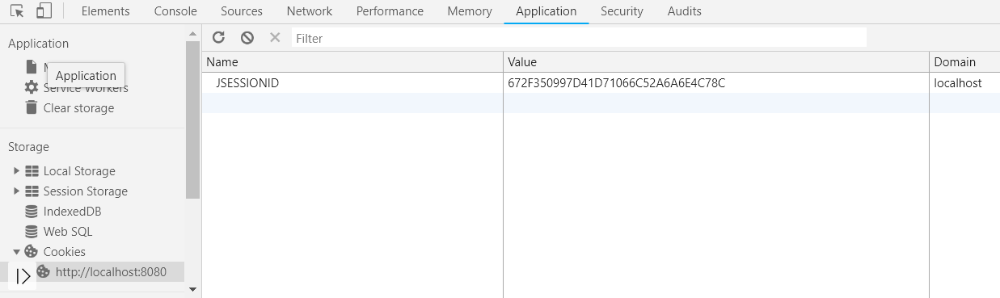 Elements Console Sources Network Performance Memory Application Security Audits
Application
Application
Service Workers
Clear storage
Storage
Local Storage
Session Storage
IndexedDB
Web SQL
Cookies
http://localhost:8080
Filter
Name Value Domain
JSESSIONID 672F350997D41D71066C52A6A6E4C78C localhost